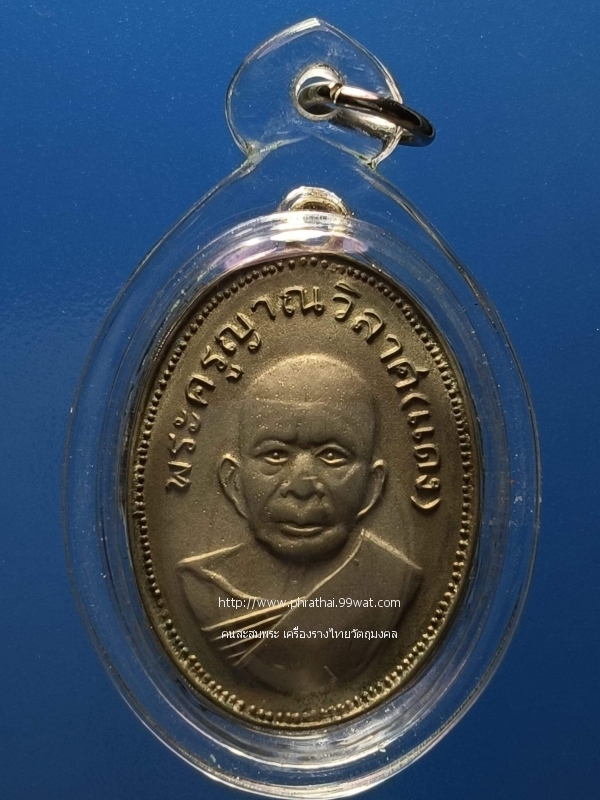 พระครูญาณวิลาศ(แดง)
http://www.phrathai.99wat.com
คนสะสมพระ เครื่องรางไทยวัตถุมงคล